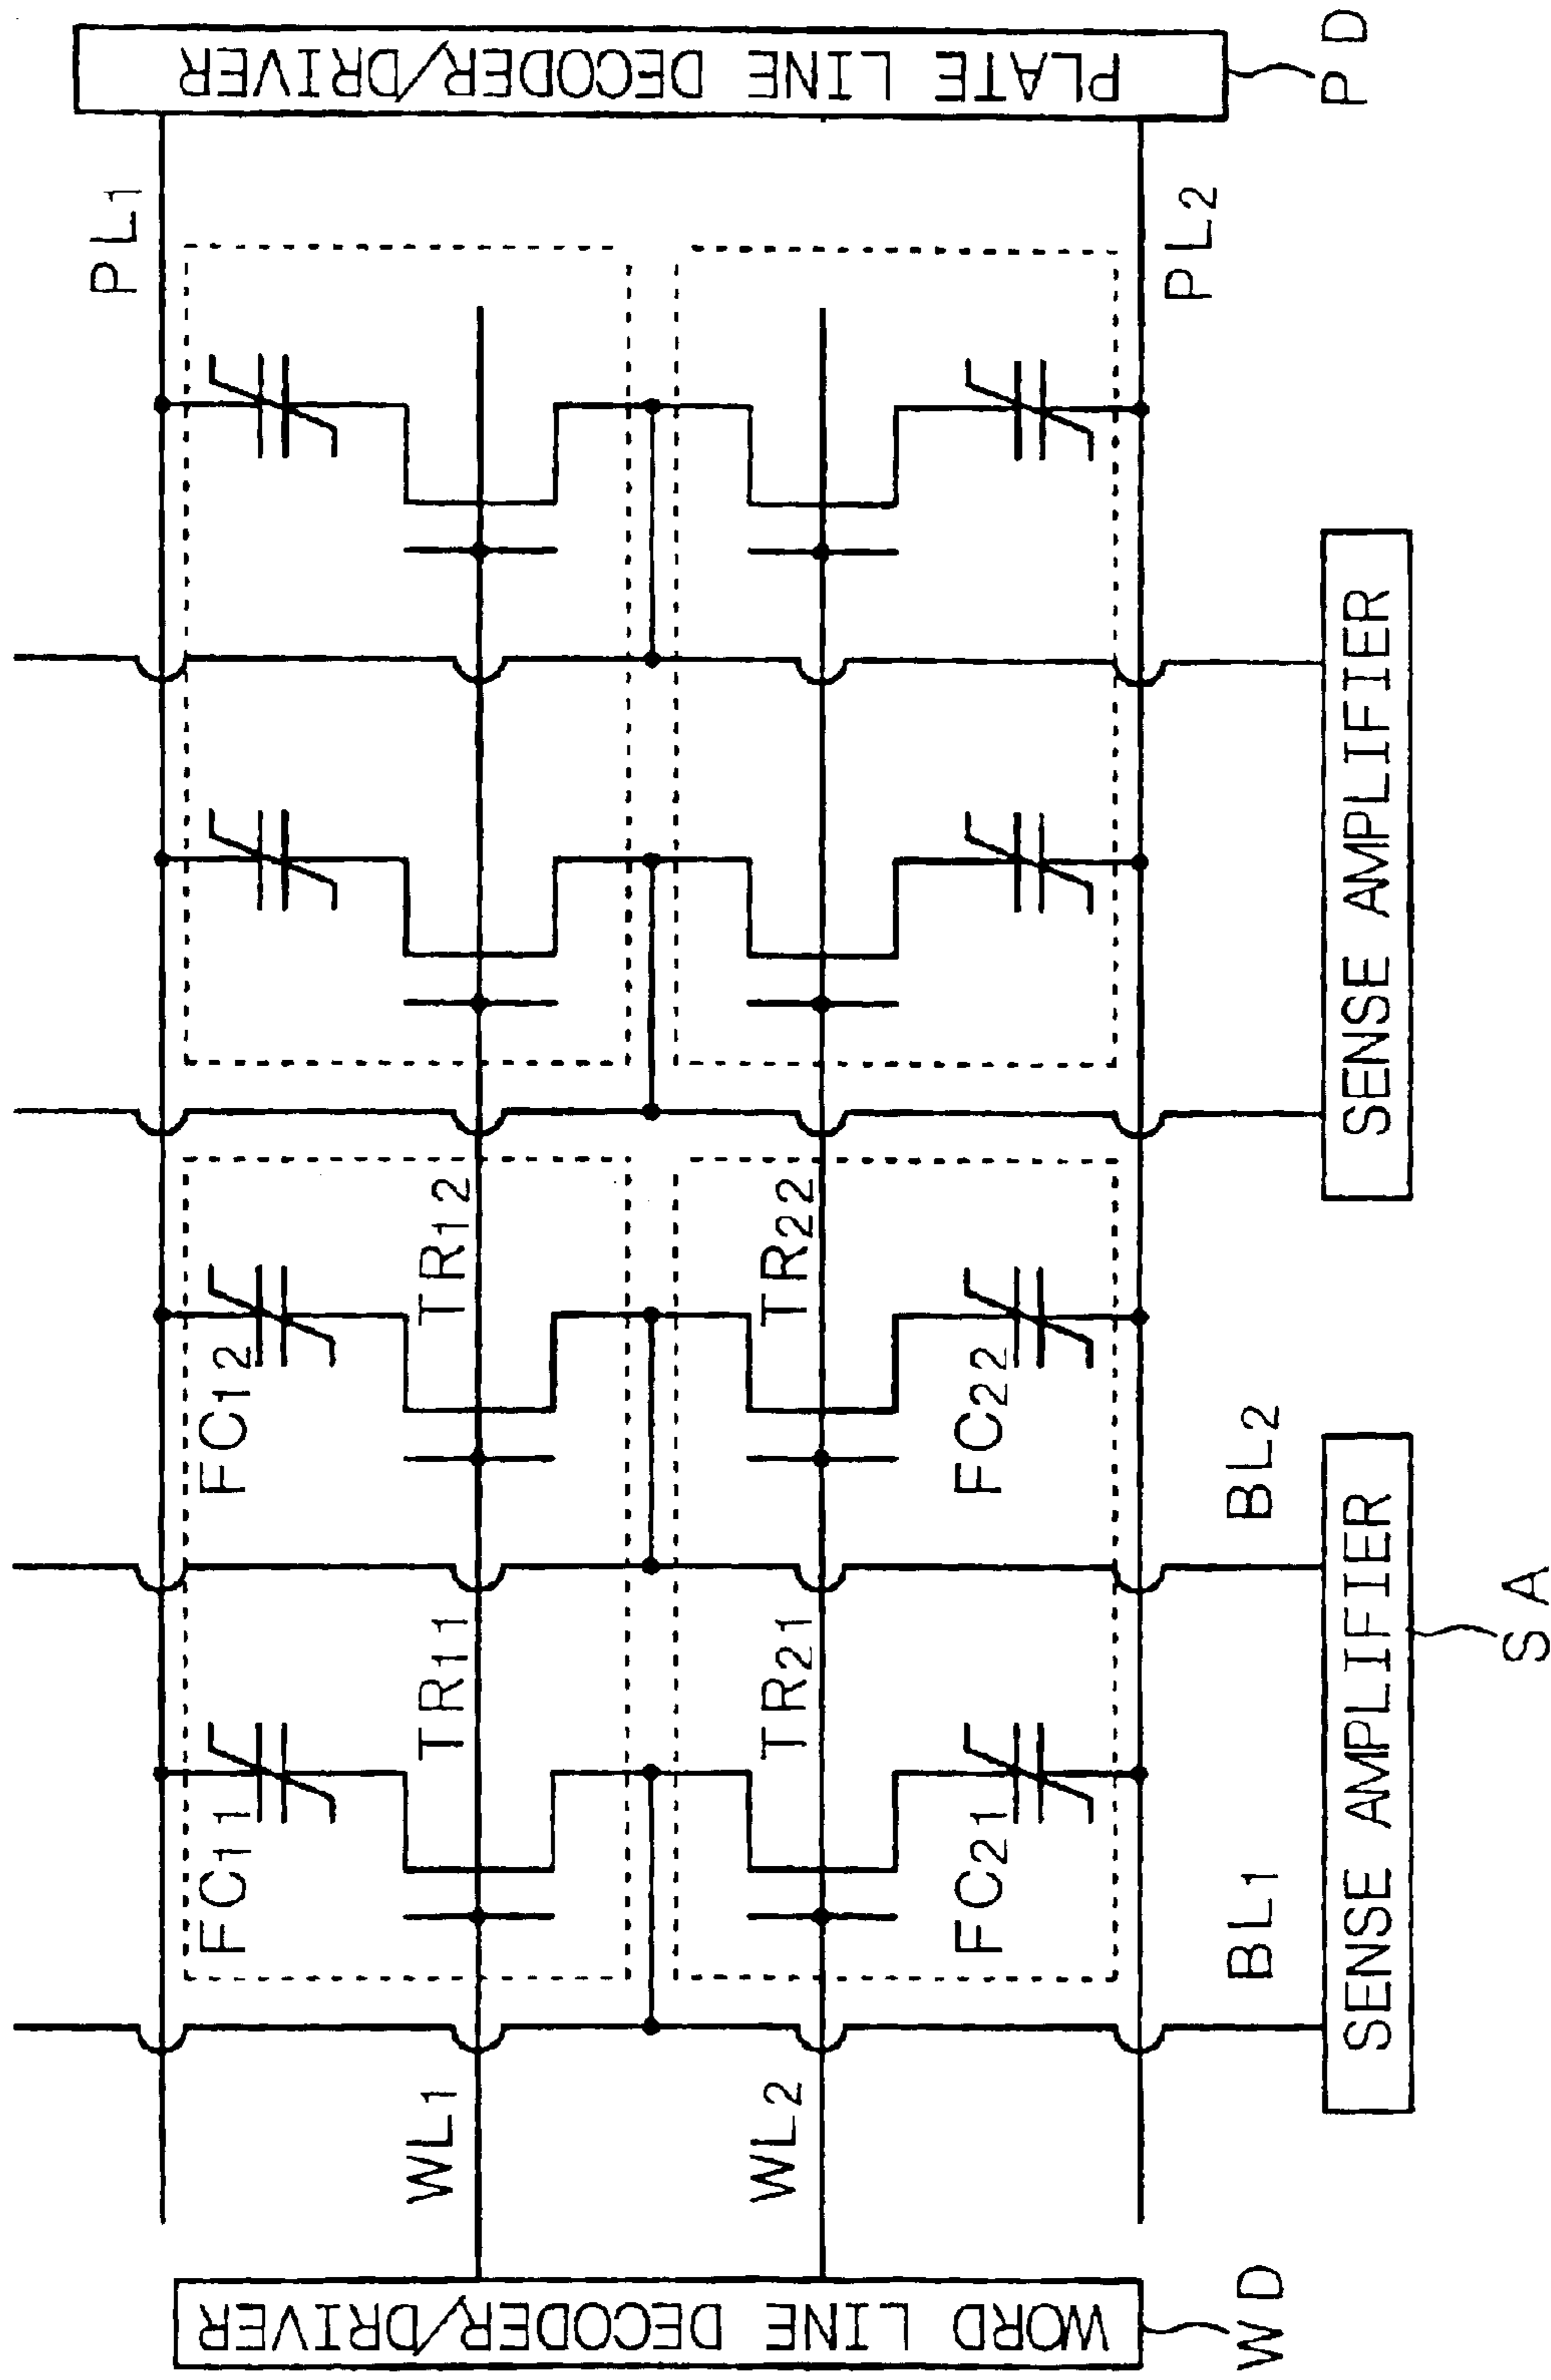 PLATE LINE DECODER/DRIVER
PD
PL1
PL2
FC12
TR12
TR22
FC22
FC11
TR11
TR21
FC21
BL2
BL1
SENSE AMPLIFIER
SENSE AMPLIFIER
SA
WL1
WL2
WORD LINE DECODER/DRIVER
WD